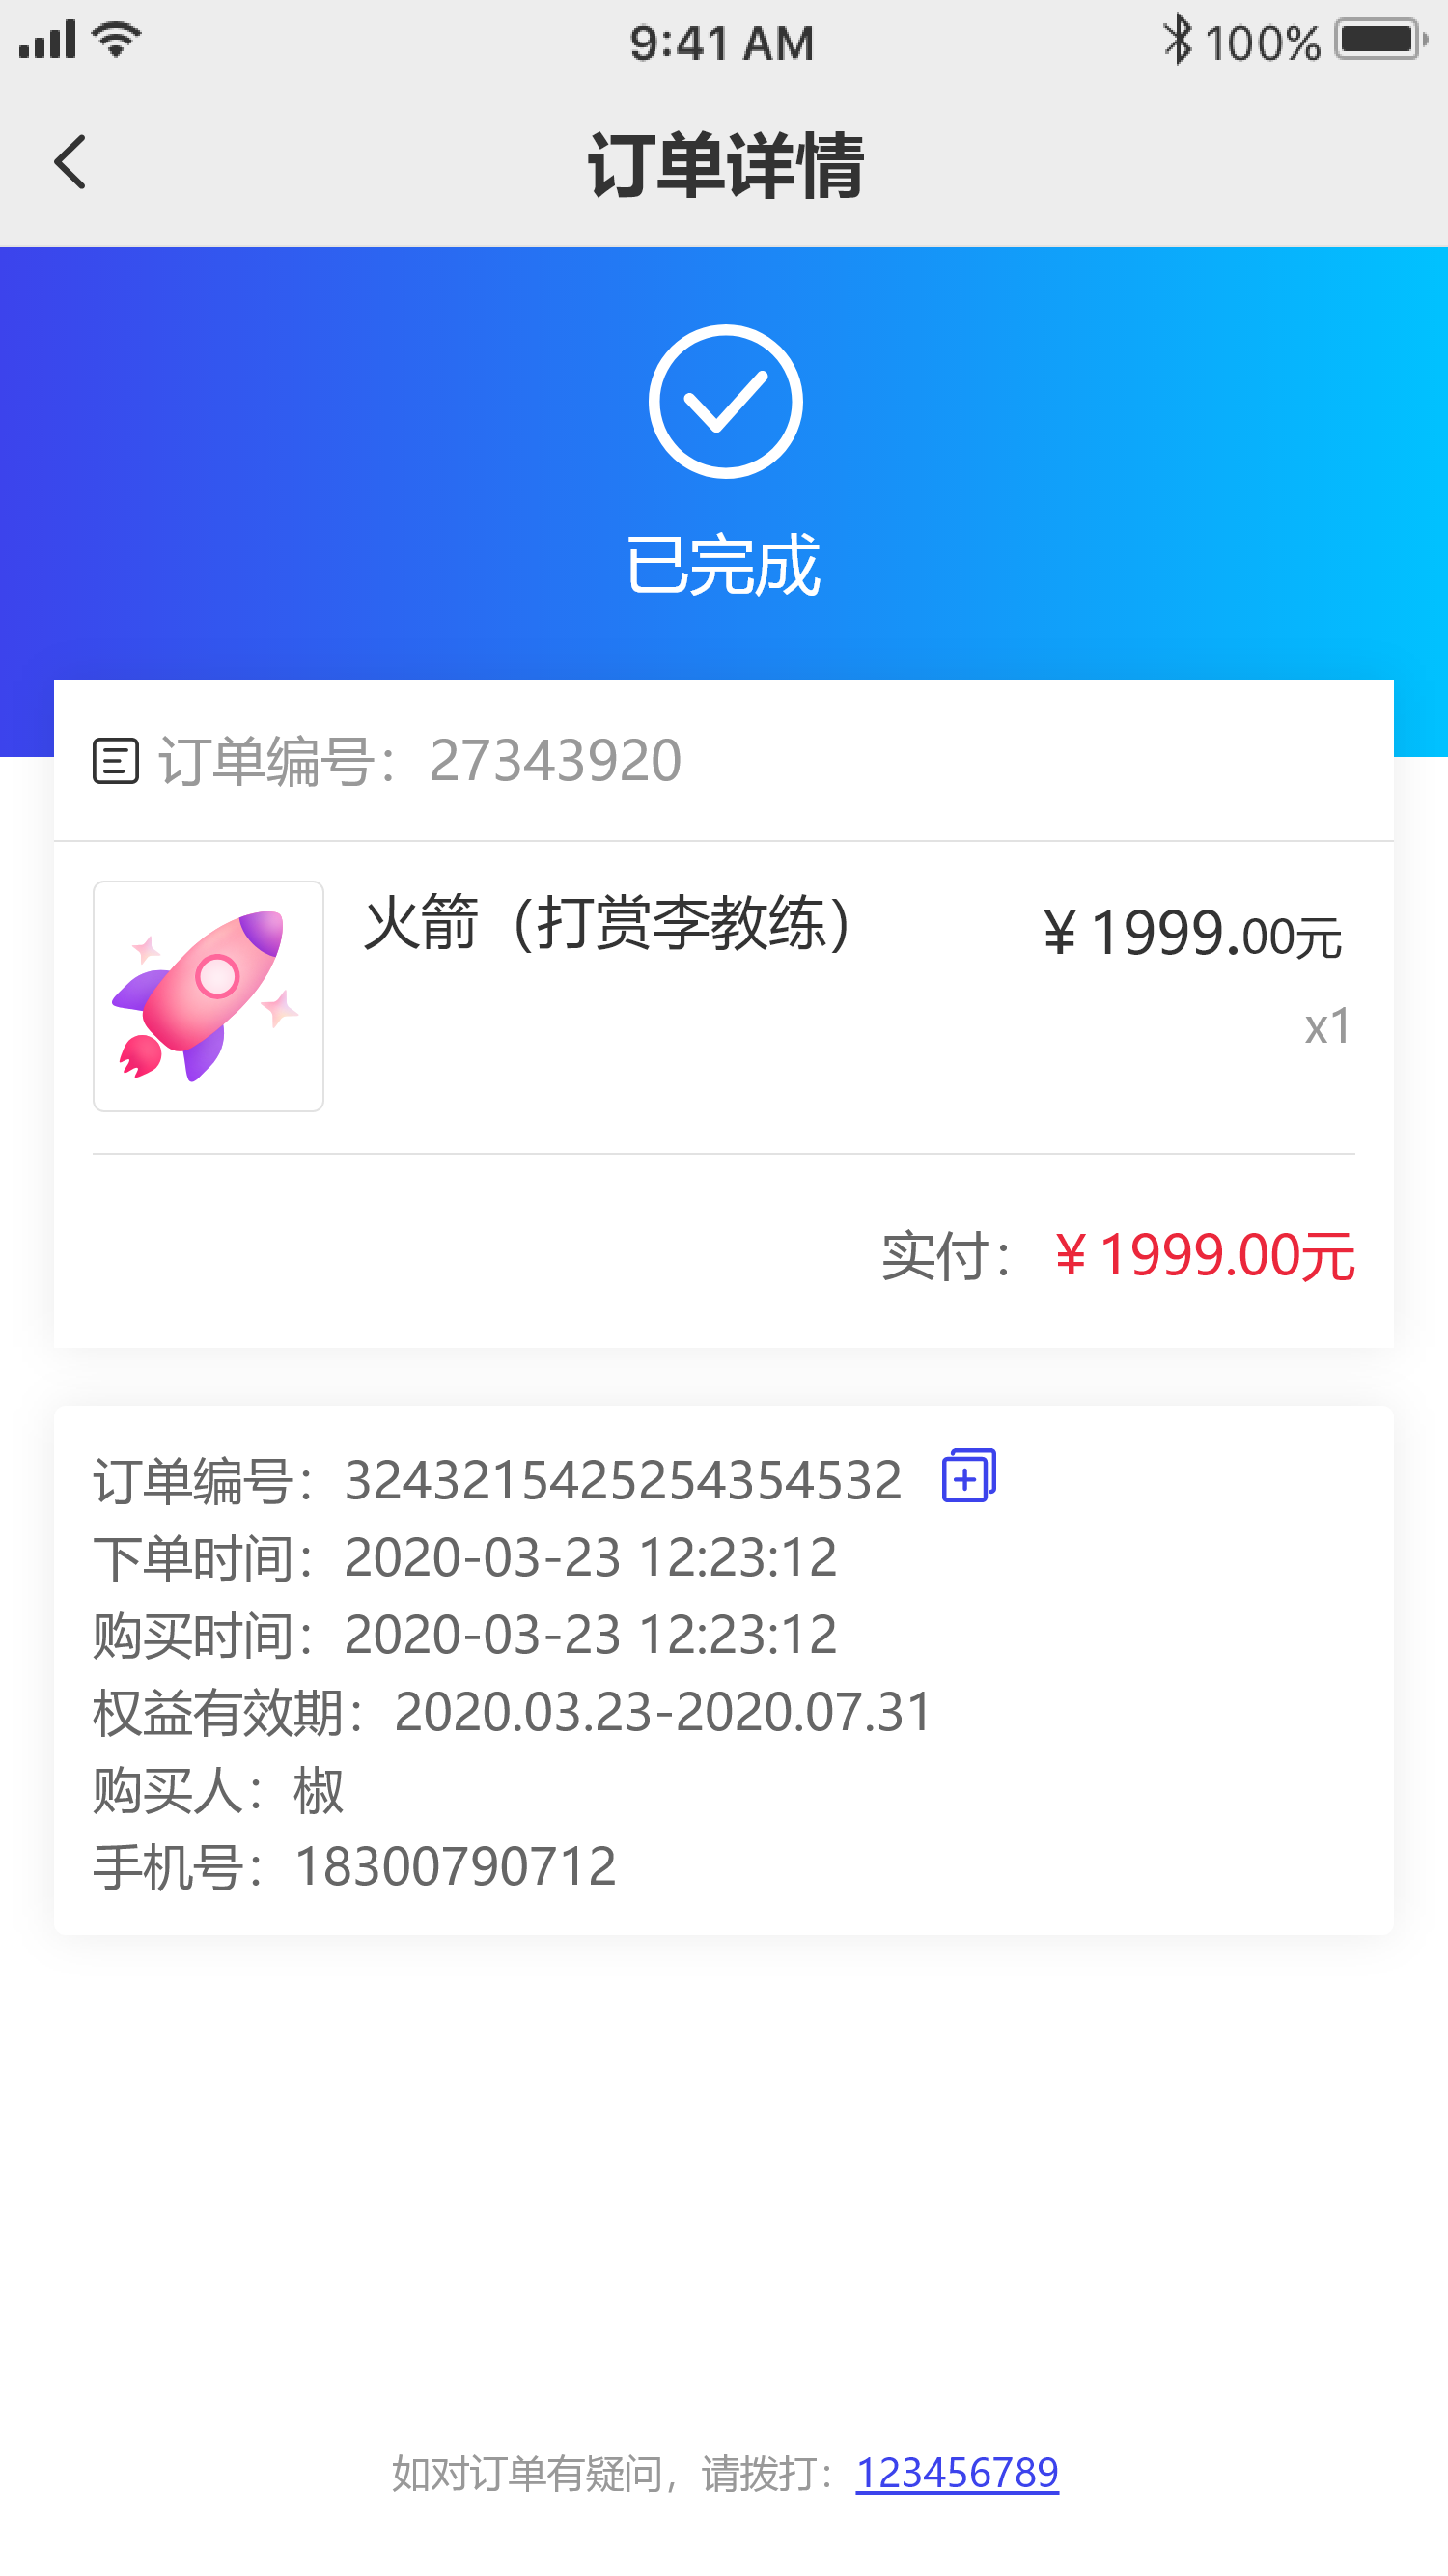 9:41 AM 100%
订单详情
已完成
订单编号：27343920
火箭（打赏李教练） ¥1999.00元
x1
实付：¥1999.00元
订单编号：3243215425254354532
下单时间：2020-03-23 12:23:12
购买时间：2020-03-23 12:23:12
权益有效期：2020.03.23-2020.07.31
购买人：椒
手机号：18300790712
如对订单有疑问，请拨打：123456789